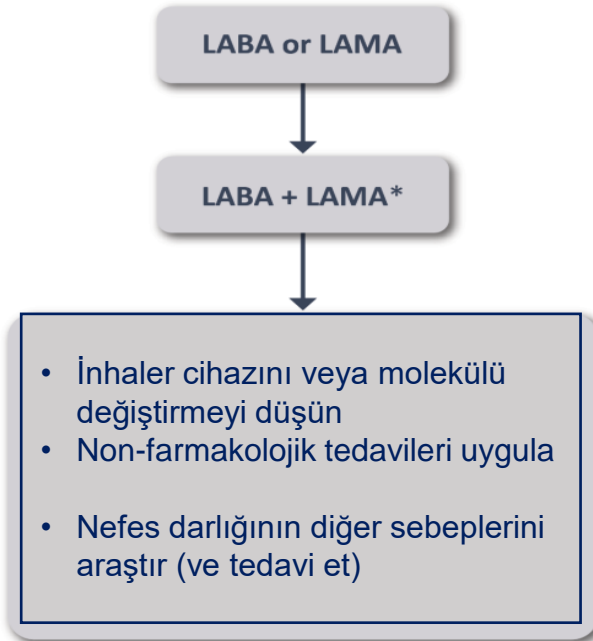 LABA or LAMA
LABA + LAMA*
• İnhaler cihazını veya molekülü
değiştirmeyi düşün
• Non-farmakolojik tedavileri uygula
• Nefes darlığının diğer sebeplerini
araştır (ve tedavi et)